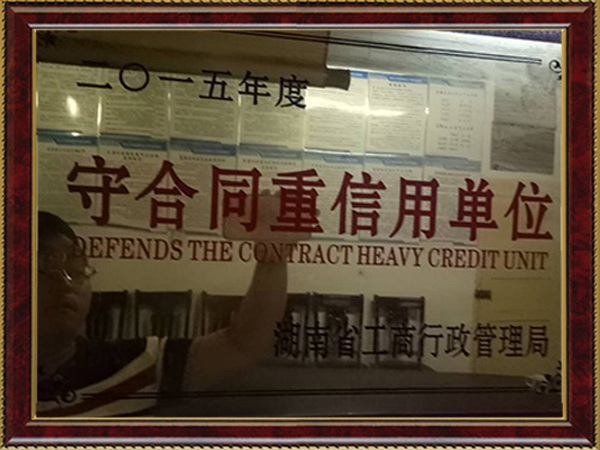 二〇一五年度
守合同重信用单位
DEFENDS THE CONTRACT HEAVY CREDIT UNIT
湖南省工商行政管理局